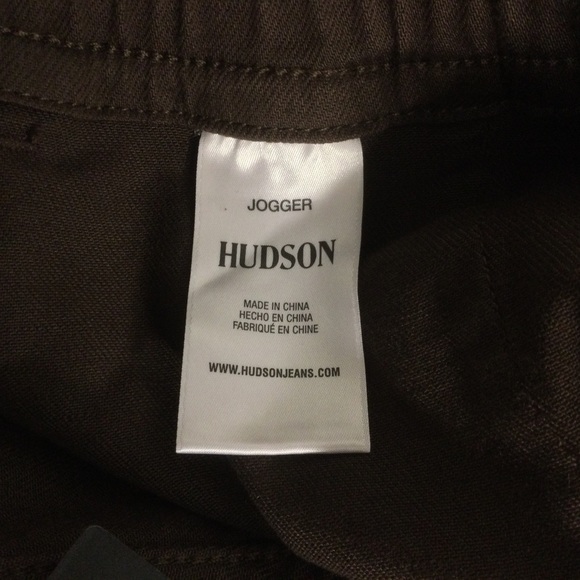 JOGGER
HUDSON
MADE IN CHINA
HECHO EN CHINA
FABRIQUÉ EN CHINE
WWW.HUDSONJEANS.COM